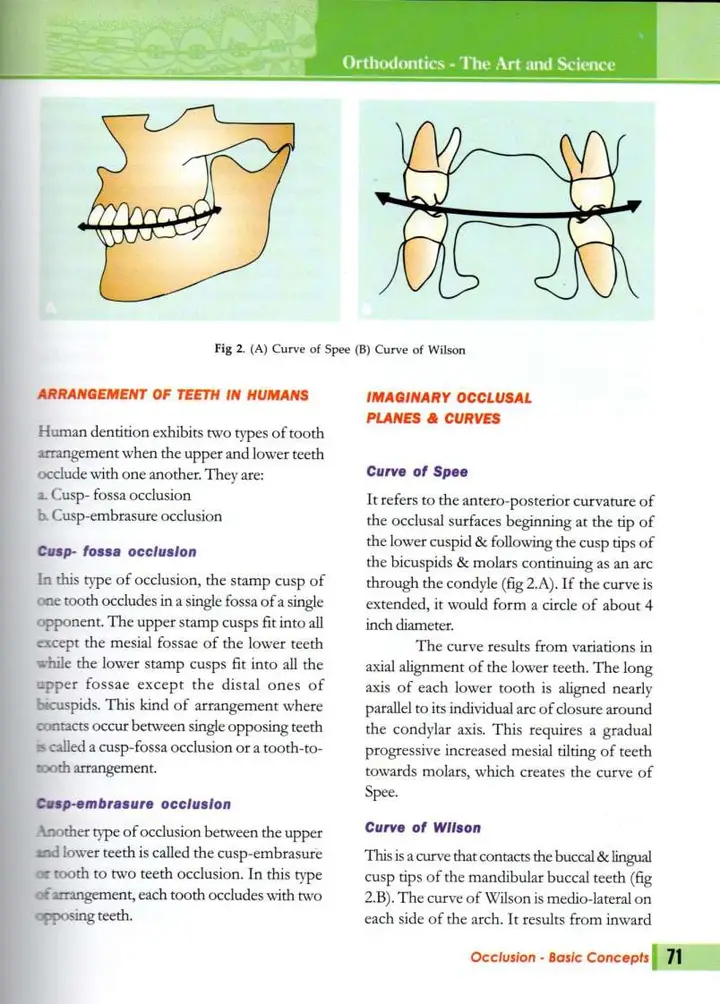 Orthodontics - The Art and Science
A
B
Fig 2. (A) Curve of Spee (B) Curve of Wilson
ARRANGEMENT OF TEETH IN HUMANS
Human dentition exhibits two types of tooth
arrangement when the upper and lower teeth
occlude with one another. They are:
a. Cusp- fossa occlusion
b. Cusp-embrasure occlusion
Cusp- fossa occlusion
In this type of occlusion, the stamp cusp of
one tooth occludes in a single fossa of a single
opponent. The upper stamp cusps fit into all
except the mesial fossae of the lower teeth
while the lower stamp cusps fit into all the
upper fossae except the distal ones of
bicuspids. This kind of arrangement where
contacts occur between single opposing teeth
is called a cusp-fossa occlusion or a tooth-to-
tooth arrangement.
Cusp-embrasure occlusion
Another type of occlusion between the upper
and lower teeth is called the cusp-embrasure
or tooth to two teeth occlusion. In this type
of arrangement, each tooth occludes with two
opposing teeth.
IMAGINARY OCCLUSAL
PLANES & CURVES
Curve of Spee
It refers to the antero-posterior curvature of
the occlusal surfaces beginning at the tip of
the lower cuspid & following the cusp tips of
the bicuspids & molars continuing as an arc
through the condyle (fig 2.A). If the curve is
extended, it would form a circle of about 4
inch diameter.
The curve results from variations in
axial alignment of the lower teeth. The long
axis of each lower tooth is aligned nearly
parallel to its individual arc of closure around
the condylar axis. This requires a gradual
progressive increased mesial tilting of teeth
towards molars, which creates the curve of
Spee.
Curve of Wilson
This is a curve that contacts the buccal & lingual
cusp tips of the mandibular buccal teeth (fig
2.B). The curve of Wilson is medio-lateral on
each side of the arch. It results from inward
Occlusion - Basic Concepts 71